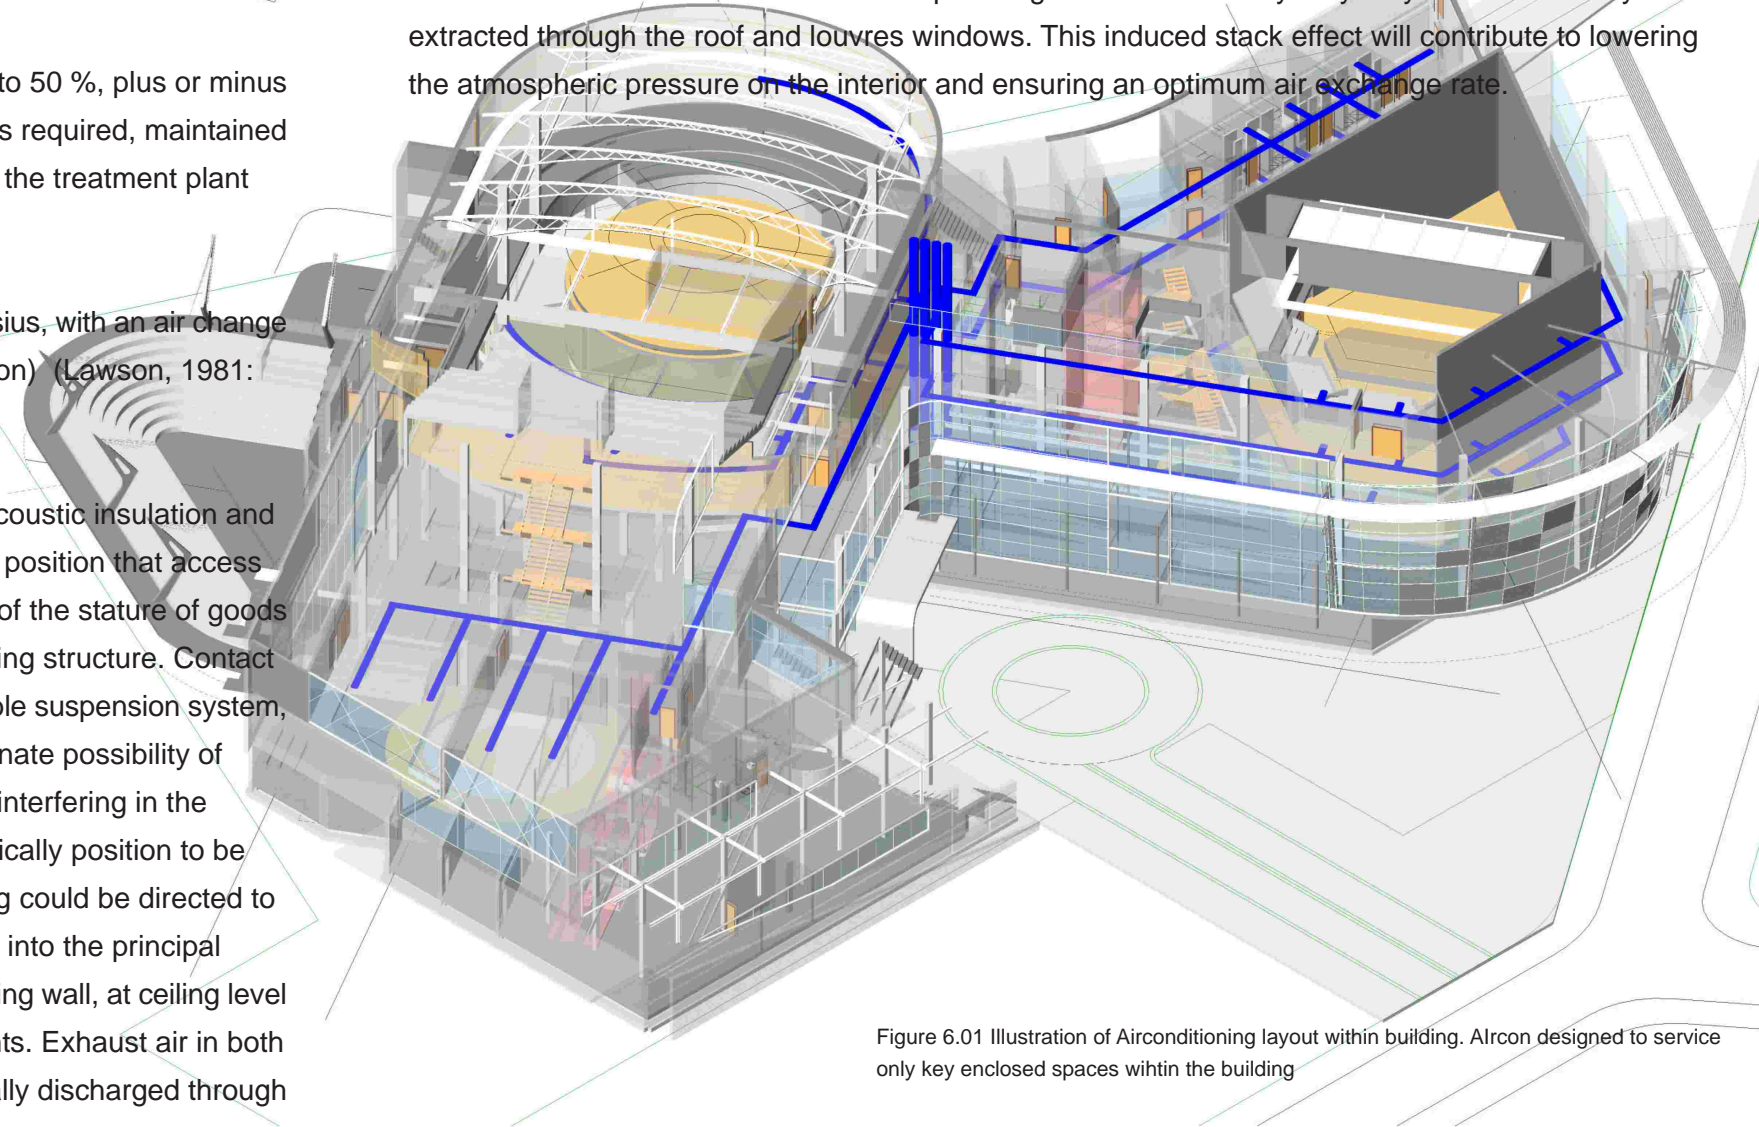 to 50 %, plus or minus
s required, maintained
the treatment plant
sius, with an air change
on) (Lawson, 1981:
coustic insulation and
position that access
of the stature of goods
ing structure. Contact
ole suspension system,
nate possibility of
interfering in the
ically position to be
g could be directed to
into the principal
ing wall, at ceiling level
nts. Exhaust air in both
ally discharged through
extracted through the roof and louvres windows. This induced stack effect will contribute to lowering
the atmospheric pressure on the interior and ensuring an optimum air exchange rate.
Figure 6.01 Illustration of Airconditioning layout within building. AIrcon designed to service
only key enclosed spaces wihtin the building